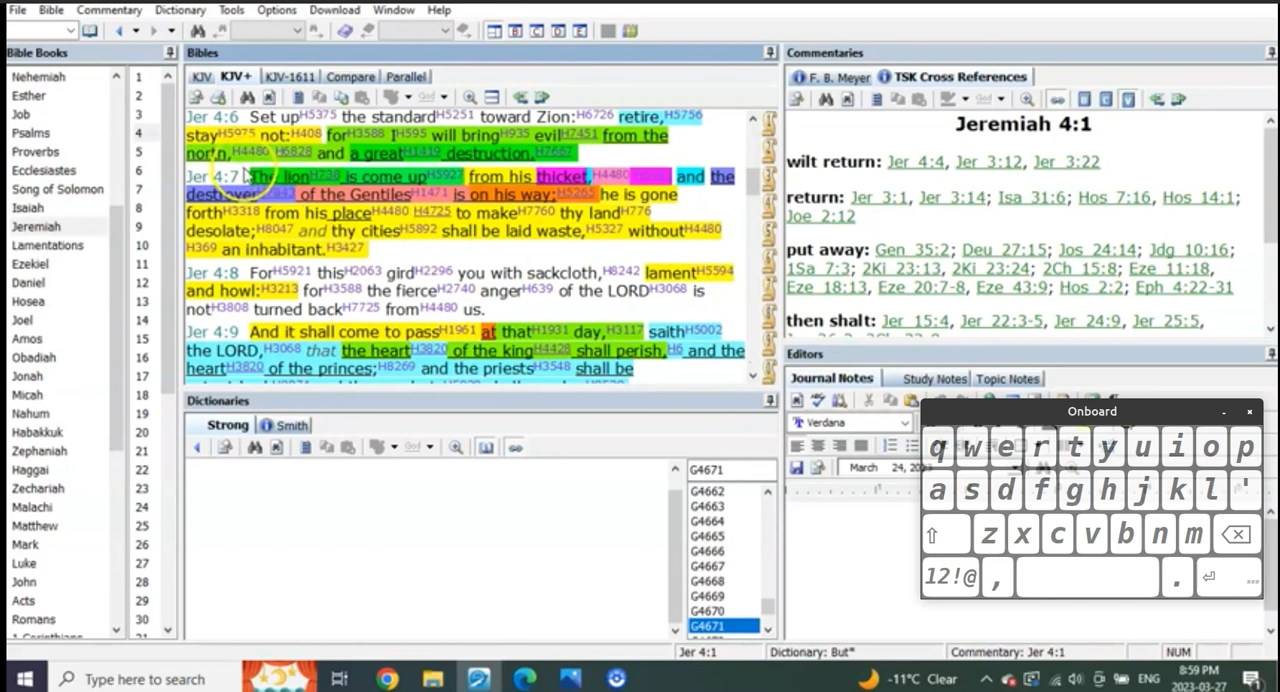 File Bible Commentary Dictionary Tools Options Download Window Help
Bible Books
Nehemiah
Esther
Job
Psalms
Proverbs
Ecclesiastes
Song of Solomon
Isaiah
Jeremiah
Lamentations
Ezekiel
Daniel
Hosea
Joel
Amos
Obadiah
Jonah
Micah
Nahum
Habakkuk
Zephaniah
Haggai
Zechariah
Malachi
Matthew
Mark
Luke
John
Acts
Romans
1
2
3
4
5
6
7
8
9
10
11
12
13
14
15
16
17
18
19
20
21
22
23
24
25
26
27
28
29
30
Bibles
KJV KJV+ KJV-1611 Compare Parallel
Jer 4:6 Set upH5375 the standardH5251 toward Zion:H6726 retire,H5756
stayH5975 not:H408 forH3588 IH595 will bringH935 evilH7451 from the
H4480 H6828 and a greatH1419 destruction.H7667
Jer 4:7 The lionH738 is come upH5927 from his thicket,H4480 and the
of the GentilesH1471 is on his way;H5265 he is gone
forthH3318 from his placeH4480 H4725 to makeH7760 thy landH776
desolate;H8047 and thy citiesH5892 shall be laid waste,H5327 withoutH4480
H369 an inhabitant.H3427
Jer 4:8 ForH5921 thisH2063 girdH2296 you with sackcloth,H8242 lamentH5594
and howl:H3213 forH3588 the fierceH2740 angerH639 of the LORDH3068 is
notH3808 turned backH7725 fromH4480 us.
Jer 4:9 And it shall come to passH1961 at thatH1931 day,H3117 saithH5002
the LORD,H3068 that the heartH3820 of the kingH4428 shall perish,H6 and the
heartH3820 of the princes;H8269 and the priestsH3548 shall be
Dictionaries
Strong Smith
G4671
G4662
G4663
G4664
G4665
G4666
G4667
G4668
G4669
G4670
G4671
Commentaries
F. B. Meyer TSK Cross References
Jeremiah 4:1
wilt return: Jer 4:4, Jer 3:12, Jer 3:22
return: Jer 3:1, Jer 3:14; Isa 31:6; Hos 7:16, Hos 14:1;
Joe 2:12
put away: Gen 35:2; Deu 27:15; Jos 24:14; Jdg 10:16;
1Sa 7:3; 2Ki 23:13, 2Ki 23:24; 2Ch 15:8; Eze 11:18,
Eze 18:13, Eze 20:7-8, Eze 43:9; Hos 2:2; Eph 4:22-31
then shalt: Jer 15:4, Jer 22:3-5, Jer 24:9, Jer 25:5,
Editors
Journal Notes Study Notes Topic Notes
Verdana
March 24,
Onboard
q w e r t y u i o p
a s d f g h j k l '
z x c v b n m
12!@ , . ...
Jer 4:1 Dictionary: But* Commentary: Jer 4:1 NUM
Type here to search
-11°C Clear ENG
8:59 PM
2023-03-27